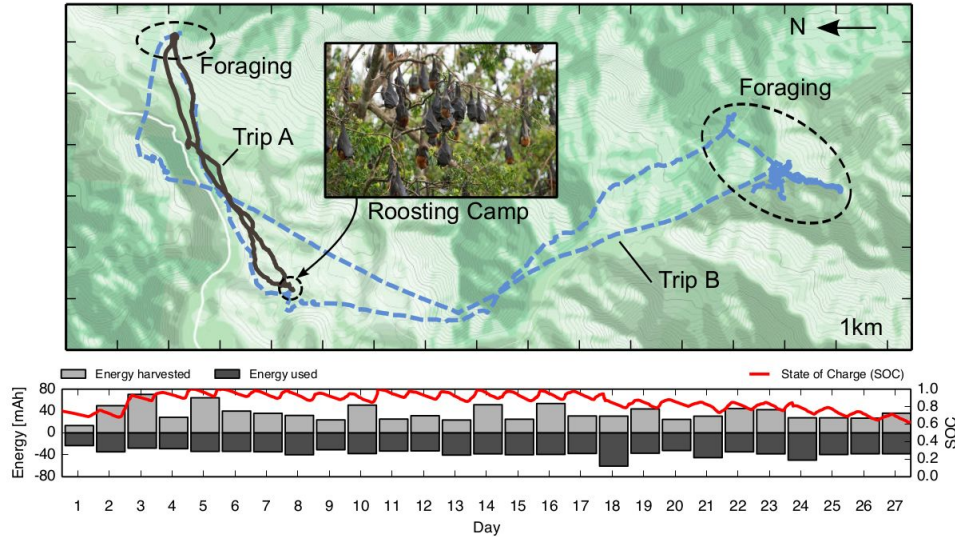 N
Foraging
Foraging
Trip A
Roosting Camp
Trip B
1km
Energy harvested
Energy used
State of Charge (SOC)
80
40
0
-40
-80
Energy [mAh]
1.0
0.8
0.6
0.4
0.2
0.0
SOC
1 2 3 4 5 6 7 8 9 10 11 12 13 14 15 16 17 18 19 20 21 22 23 24 25 26 27
Day